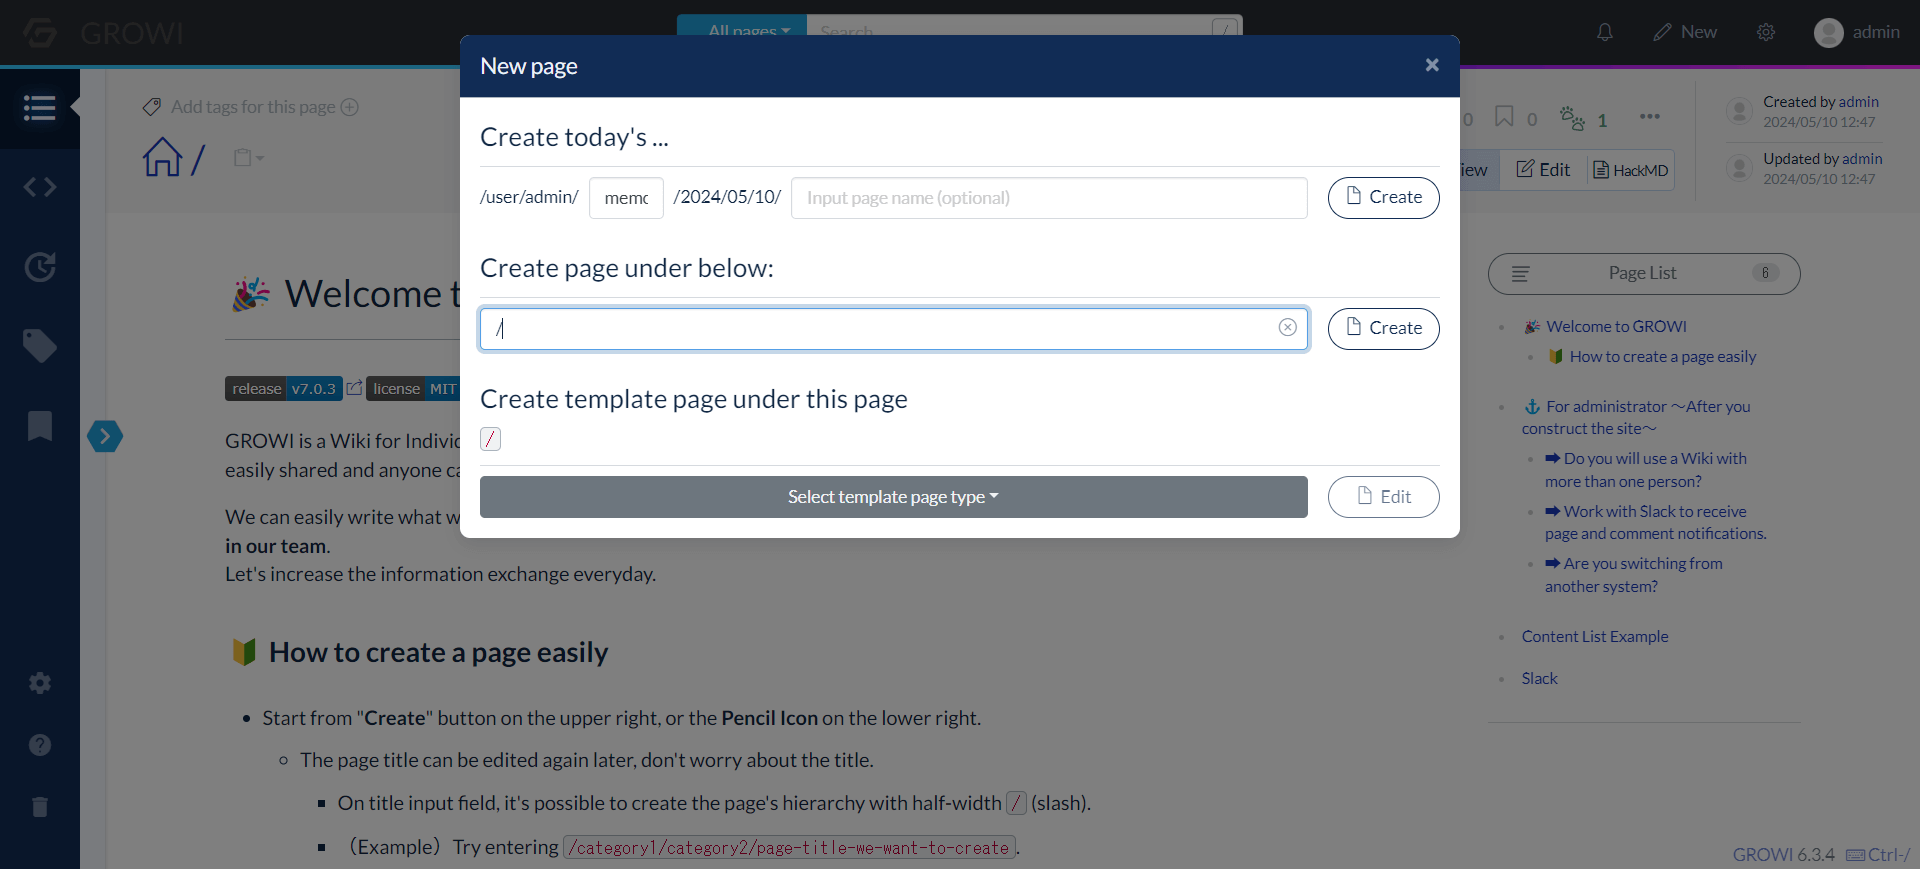 GROWI
All pages
Search
/
New
admin
New page
×
Add tags for this page
/
Create today's ...
/user/admin/
memo
/2024/05/10/
Input page name (optional)
Create
Create page under below:
/
Create
Create template page under this page
/
Select template page type
Edit
0
0
1
iew
Edit
HackMD
Created by admin
2024/05/10 12:47
Updated by admin
2024/05/10 12:47
Welcome t
release v7.0.3
license MIT
GROWI is a Wiki for Individ
easily shared and anyone ca
We can easily write what w
in our team.
Let's increase the information exchange everyday.
How to create a page easily
Start from "Create" button on the upper right, or the Pencil Icon on the lower right.
The page title can be edited again later, don't worry about the title.
On title input field, it's possible to create the page's hierarchy with half-width / (slash).
（Example） Try entering /category1/category2/page-title-we-want-to-create.
Page List
6
Welcome to GROWI
How to create a page easily
For administrator ～After you
construct the site～
Do you will use a Wiki with
more than one person?
Work with Slack to receive
page and comment notifications.
Are you switching from
another system?
Content List Example
Slack
GROWI 6.3.4
Ctrl-/